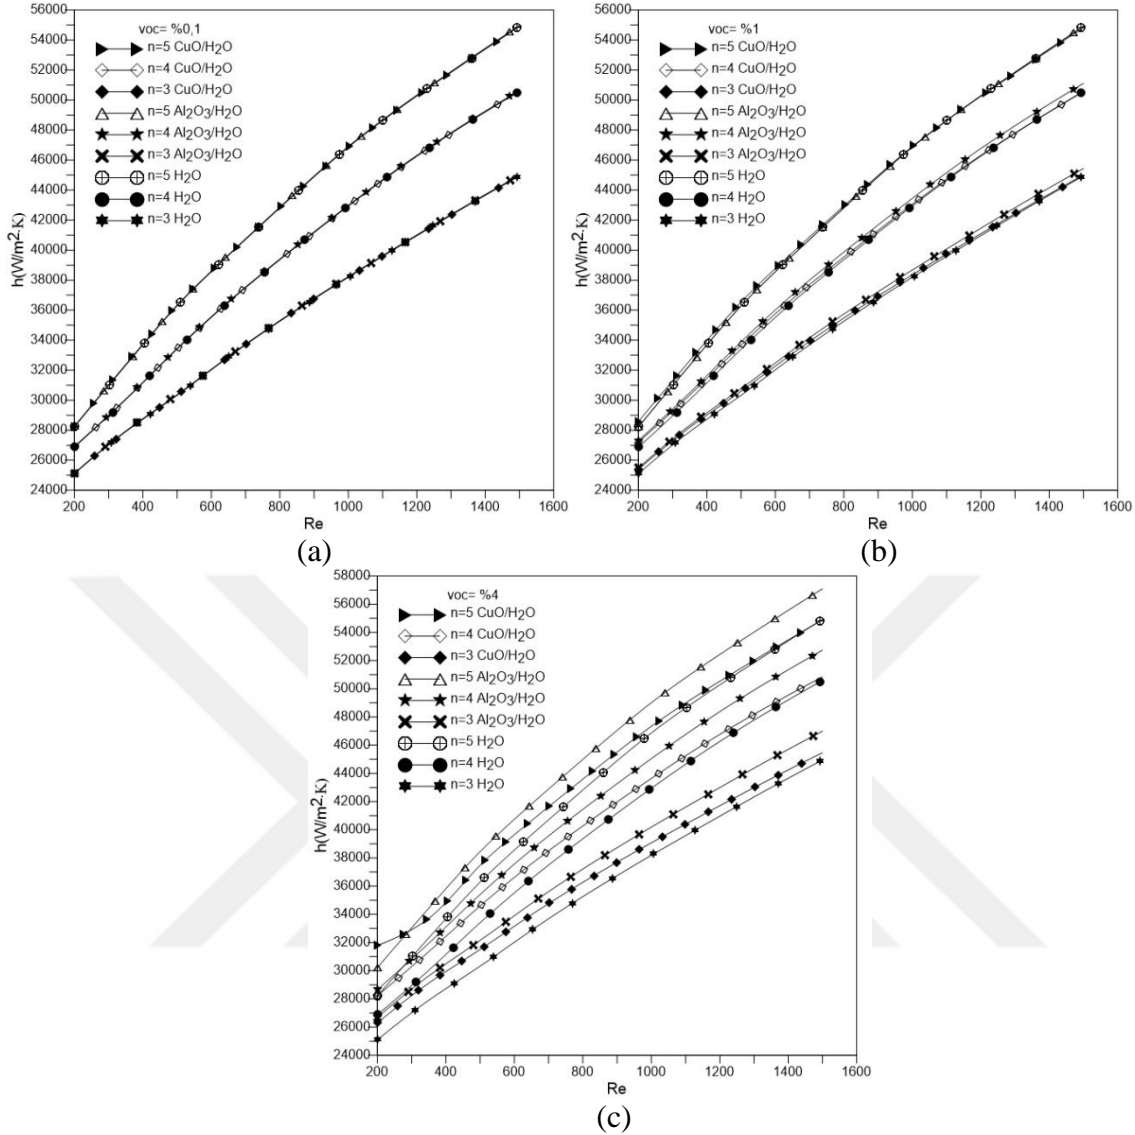 voc= %0,1
n=5 CuO/H2O
n=4 CuO/H2O
n=3 CuO/H2O
n=5 Al2O3/H2O
n=4 Al2O3/H2O
n=3 Al2O3/H2O
n=5 H2O
n=4 H2O
n=3 H2O
56000
54000
52000
50000
48000
46000
44000
42000
40000
38000
36000
34000
32000
30000
28000
26000
24000
h(W/m2-K)
200
400
600
800
1000
1200
1400
1600
Re
(a)
voc= %1
n=5 CuO/H2O
n=4 CuO/H2O
n=3 CuO/H2O
n=5 Al2O3/H2O
n=4 Al2O3/H2O
n=3 Al2O3/H2O
n=5 H2O
n=4 H2O
n=3 H2O
56000
54000
52000
50000
48000
46000
44000
42000
40000
38000
36000
34000
32000
30000
28000
26000
24000
h(W/m2-K)
200
400
600
800
1000
1200
1400
1600
Re
(b)
voc= %4
n=5 CuO/H2O
n=4 CuO/H2O
n=3 CuO/H2O
n=5 Al2O3/H2O
n=4 Al2O3/H2O
n=3 Al2O3/H2O
n=5 H2O
n=4 H2O
n=3 H2O
58000
56000
54000
52000
50000
48000
46000
44000
42000
40000
38000
36000
34000
32000
30000
28000
26000
24000
h(W/m2-K)
200
400
600
800
1000
1200
1400
1600
Re
(c)